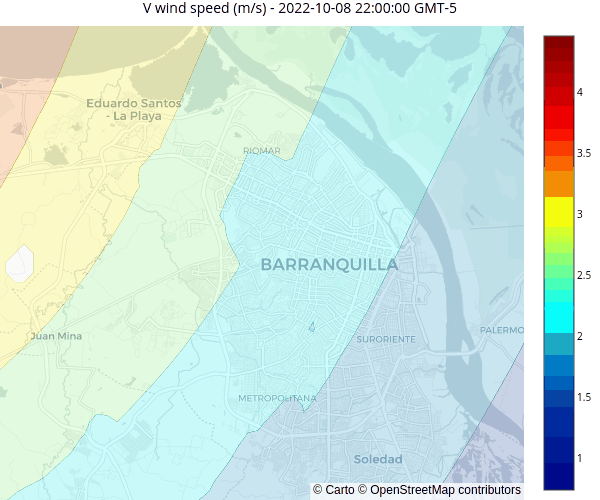 V wind speed (m/s) - 2022-10-08 22:00:00 GMT-5
Eduardo Santos
- La Playa
RIOMAR
BARRANQUILLA
Juan Mina
SURORIENTE
PALERMO
METROPOLITANA
Soledad
4
3.5
3
2.5
2
1.5
1
© Carto © OpenStreetMap contributors